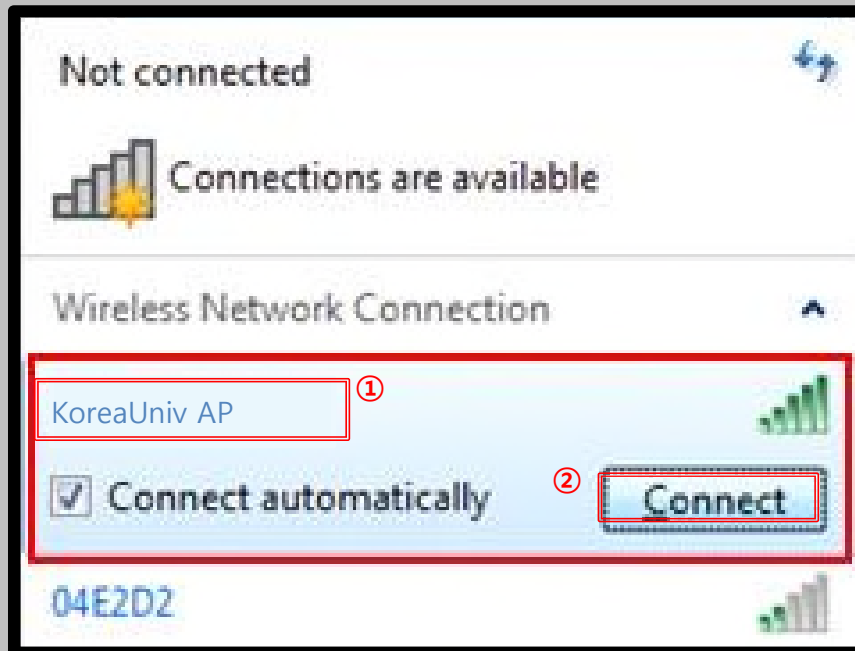 Not connected
Connections are available
Wireless Network Connection
KoreaUniv AP ①
Connect automatically ② Connect
04E2D2